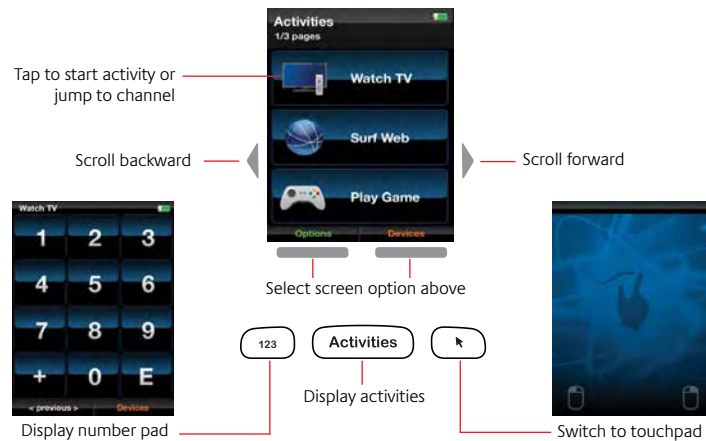 Activities
1/3 pages
Tap to start activity or
jump to channel
Watch TV
Surf Web
Scroll backward
Scroll forward
Play Game
Options
Devices
Select screen option above
Watch TV
1 2 3
4 5 6
7 8 9
+ 0 E
< previous >
Devices
123
Activities
Display activities
Display number pad
Switch to touchpad